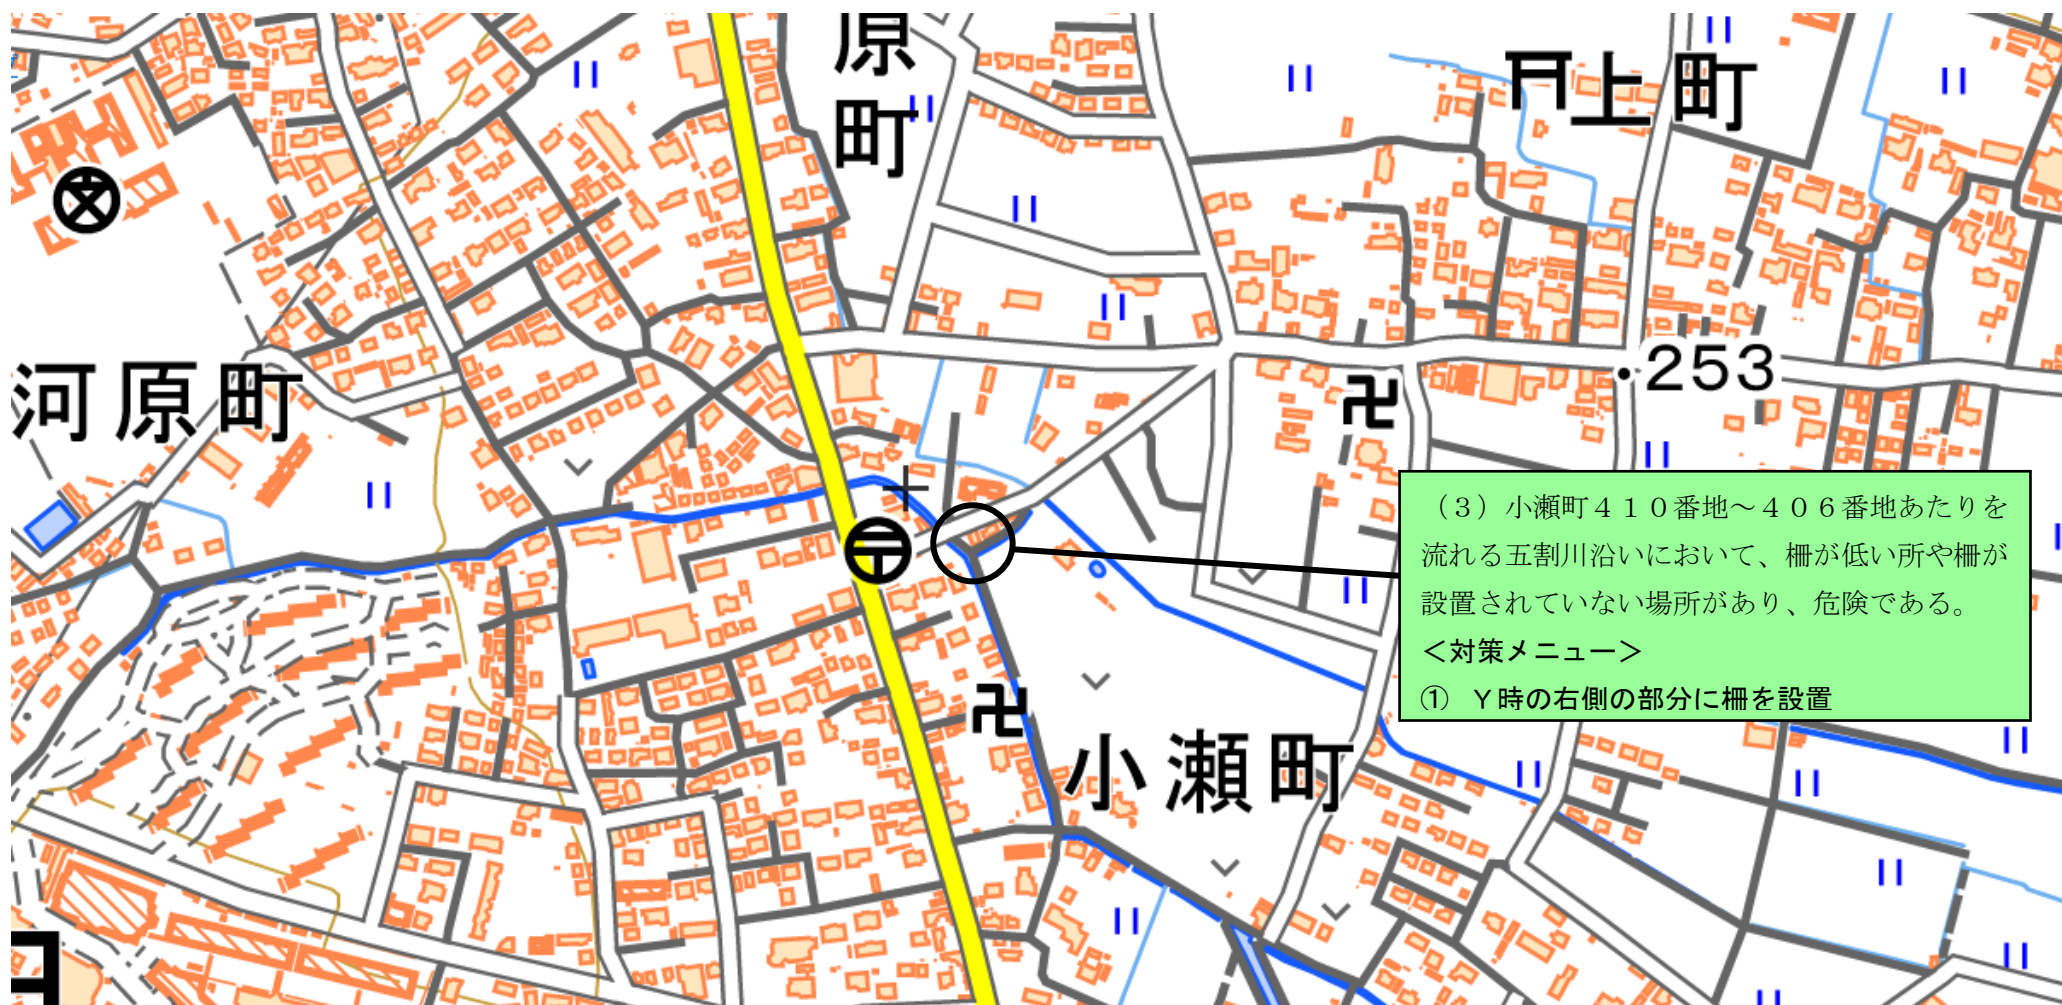 原町
上町
河原町
253
(3)小瀬町410番地~406番地あたりを
流れる五割川沿いにおいて、柵が低い所や柵が
設置されていない場所があり、危険である。
<対策メニュー>
① Y時の右側の部分に柵を設置
小瀬町